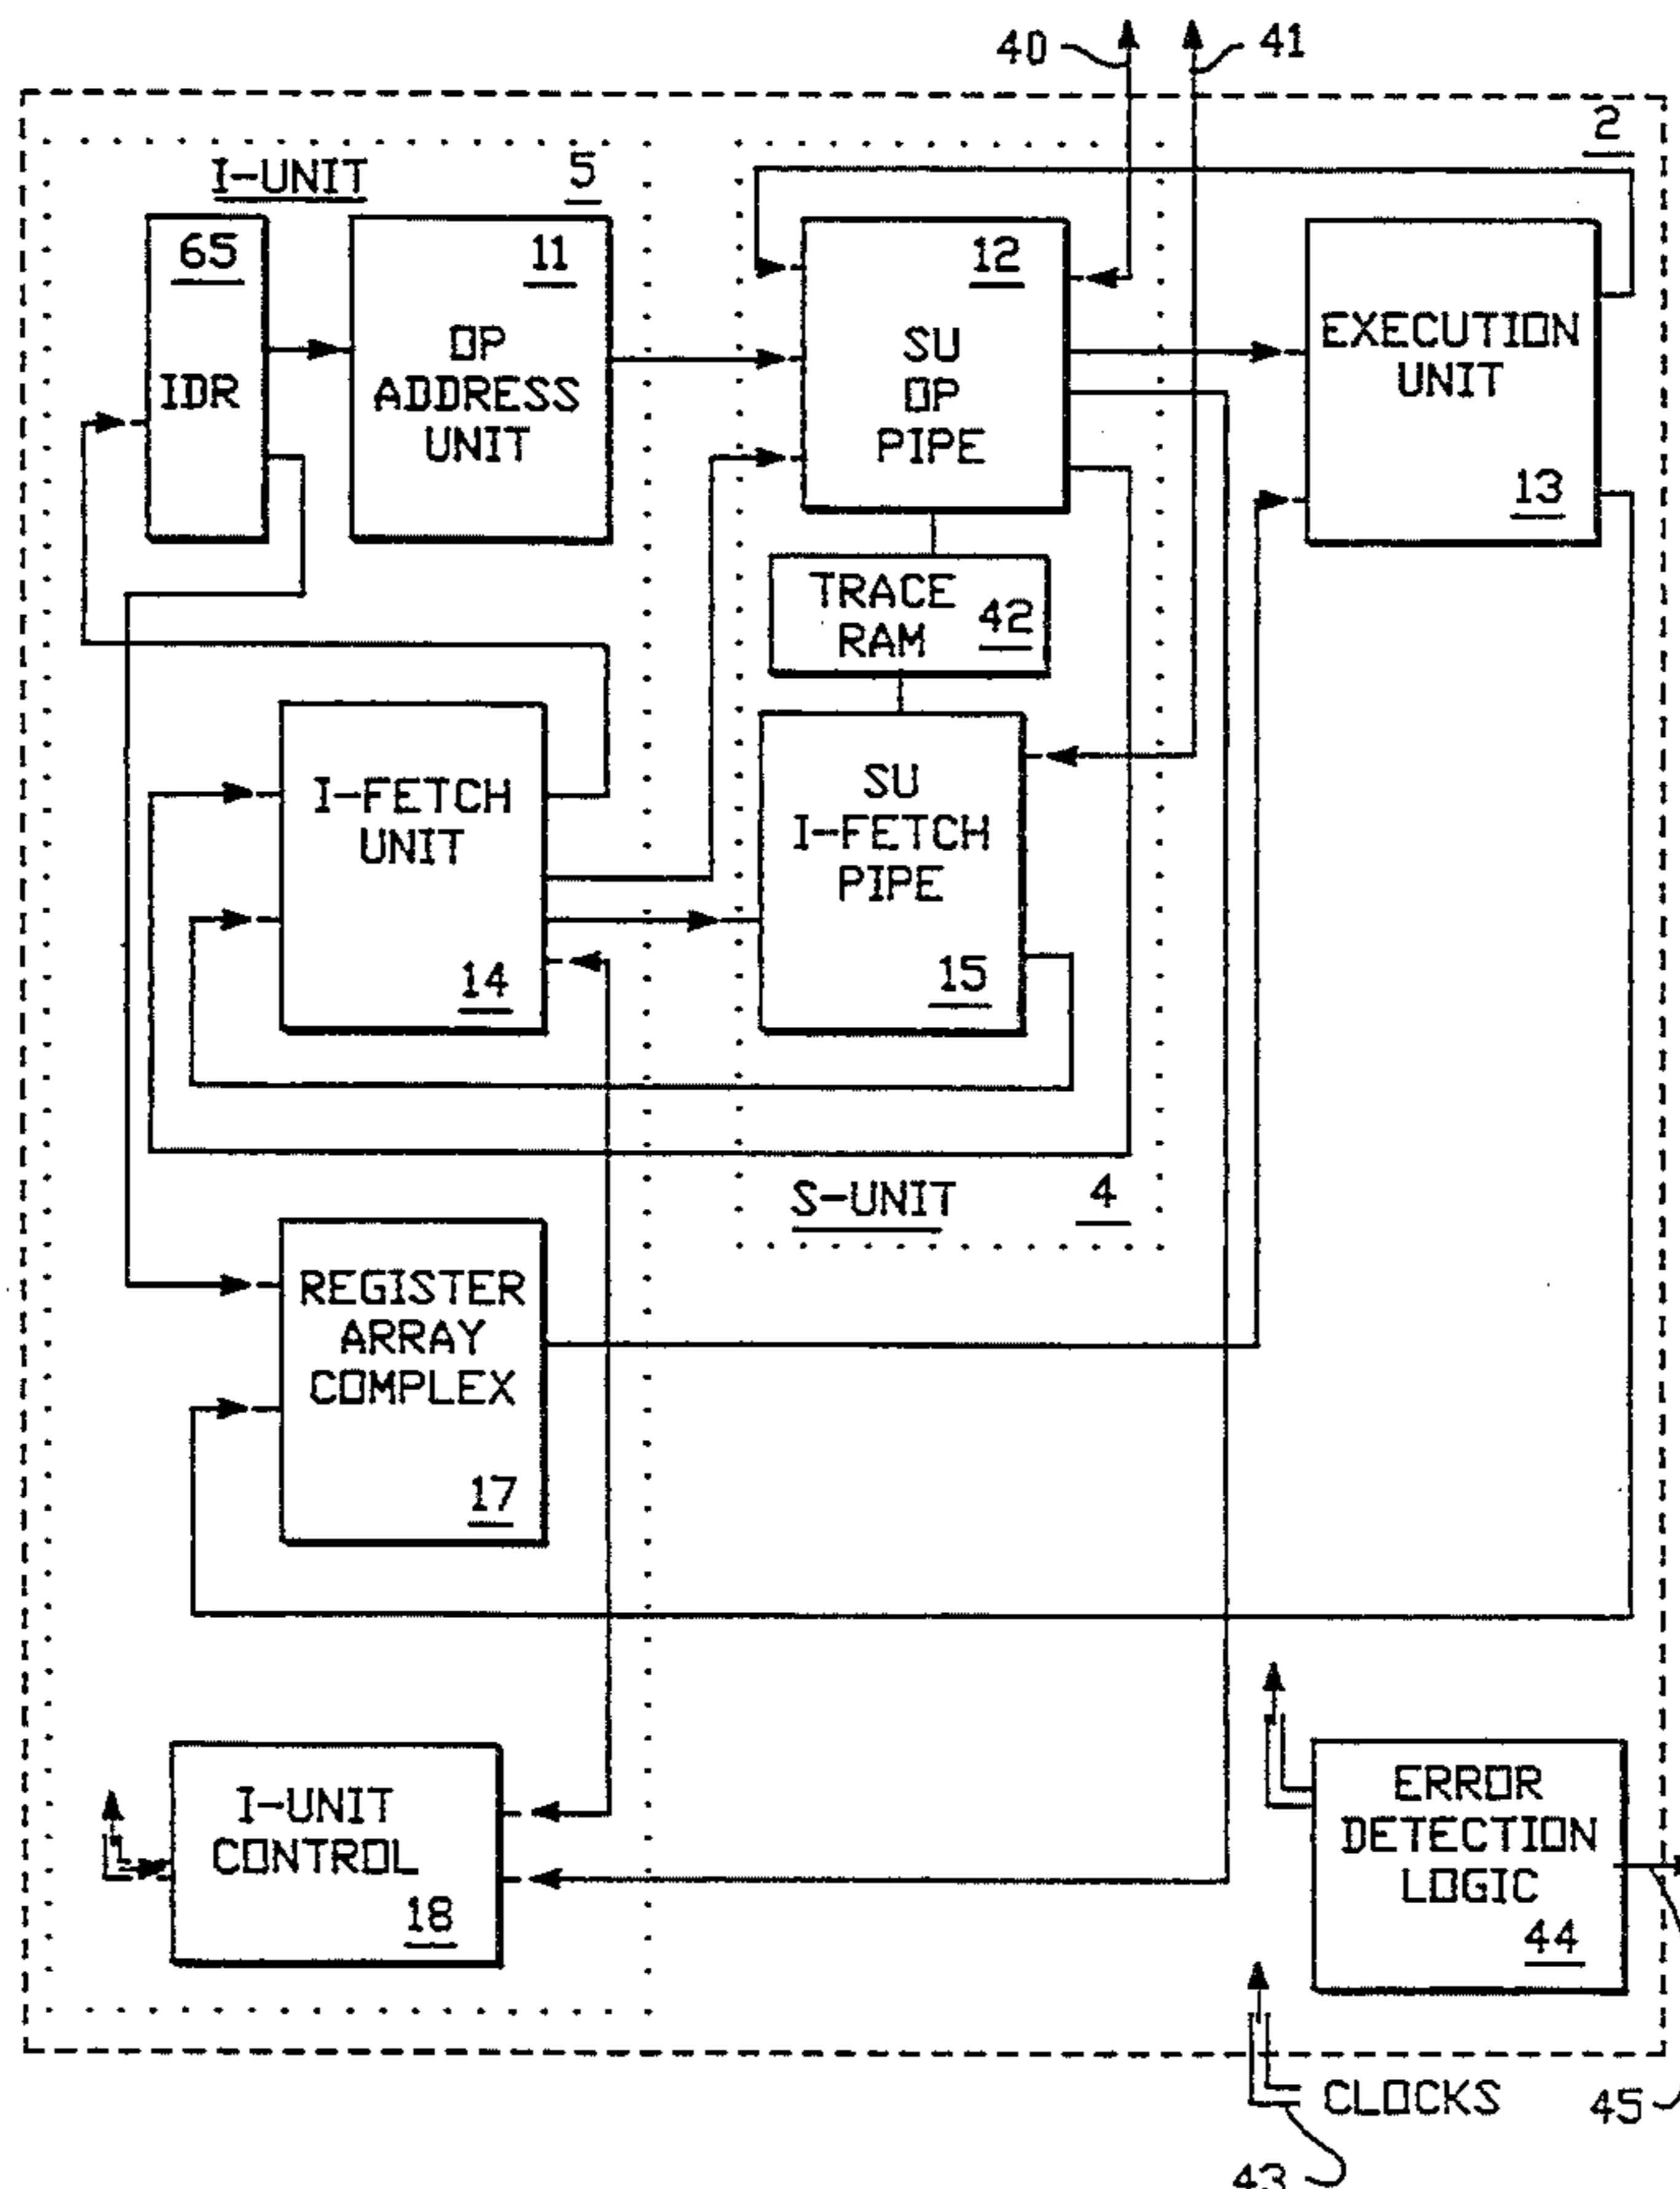 40
41
2
I-UNIT
5
65
IDR
11
OP
ADDRESS
UNIT
12
SU
OP
PIPE
EXECUTION
UNIT
13
TRACE
RAM
42
I-FETCH
UNIT
14
SU
I-FETCH
PIPE
15
S-UNIT
4
REGISTER
ARRAY
COMPLEX
17
I-UNIT
CONTROL
18
ERROR
DETECTION
LOGIC
44
CLOCKS
45
43